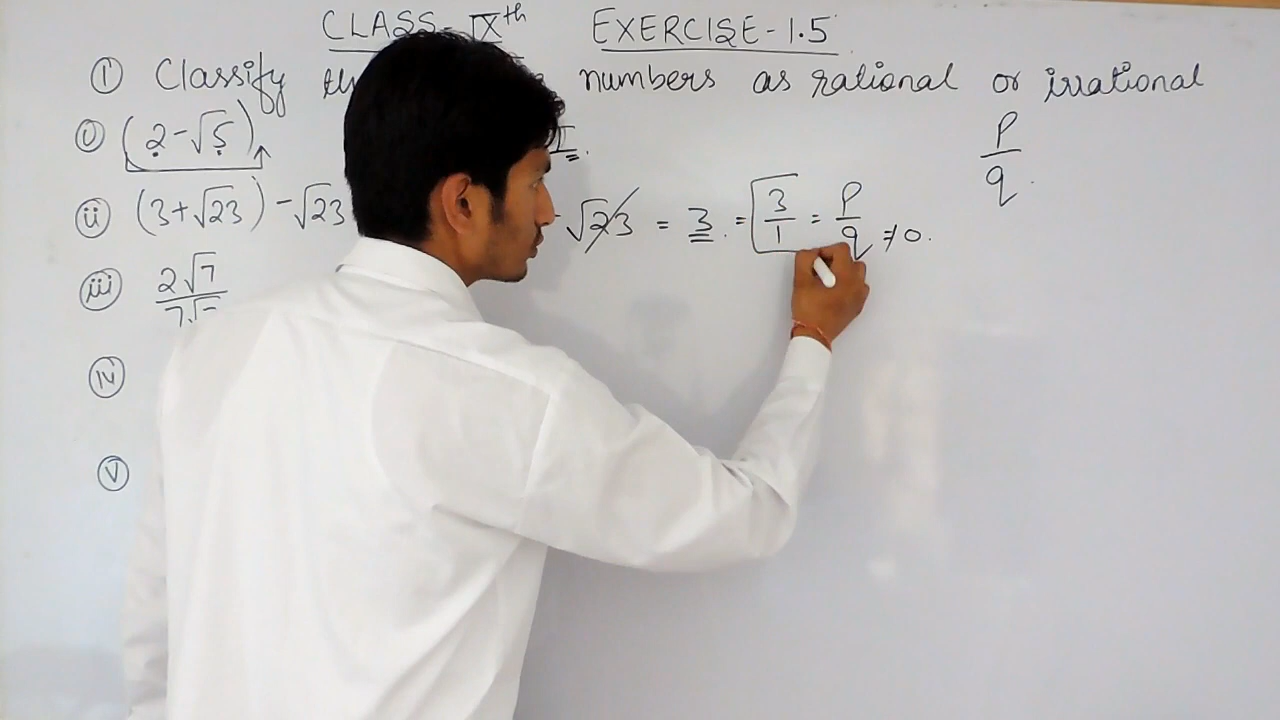 CLASS-IXth EXERCISE-1.5
① Classify numbers as rational or irrational
ⓘ (2-√5) I.
ⓘⓘ (3+√23)-√23 - √23 = 3. = 3/1 = P/q ≠0.
P/q.
ⓘⓘⓘ 2√7/7√
ⓘⓥ
ⓥ